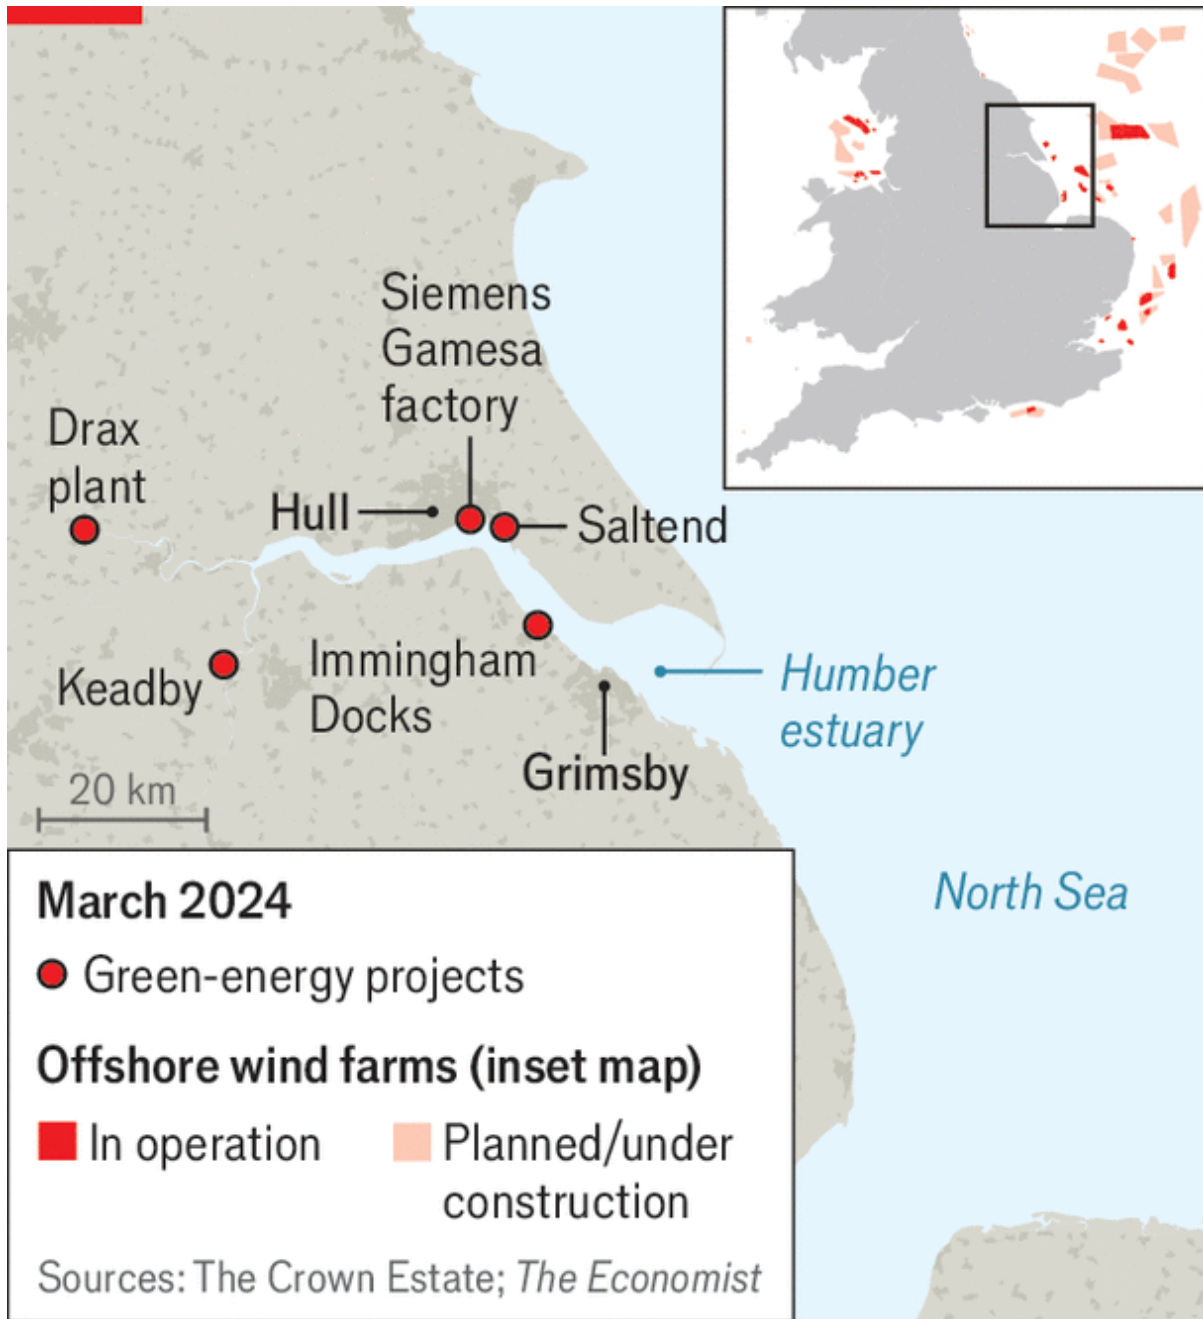 Siemens
Gamesa
factory
Drax
plant
Hull
Saltend
Immingham
Docks
Keadby
Humber
estuary
Grimsby
20 km
North Sea
March 2024
Green-energy projects
Offshore wind farms (inset map)
In operation
Planned/under
construction
Sources: The Crown Estate; The Economist